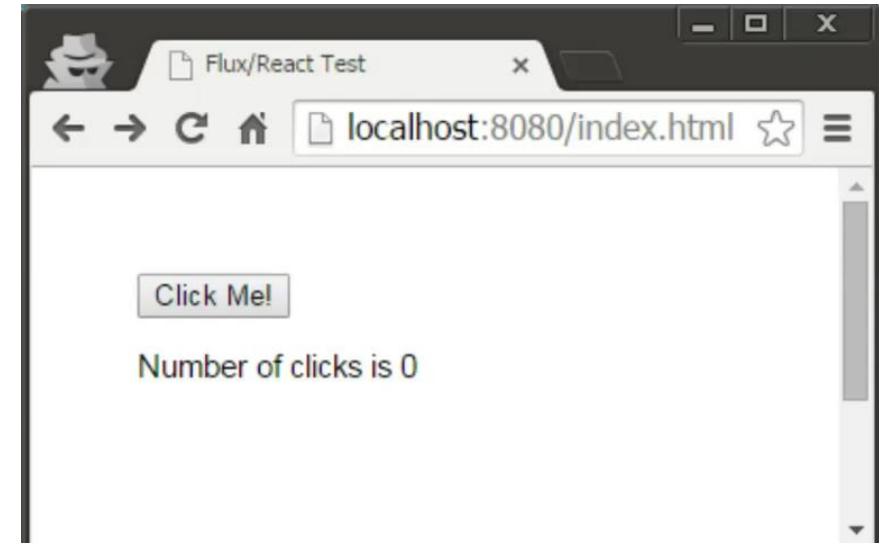 Flux/React Test
localhost:8080/index.html
Click Me!
Number of clicks is 0